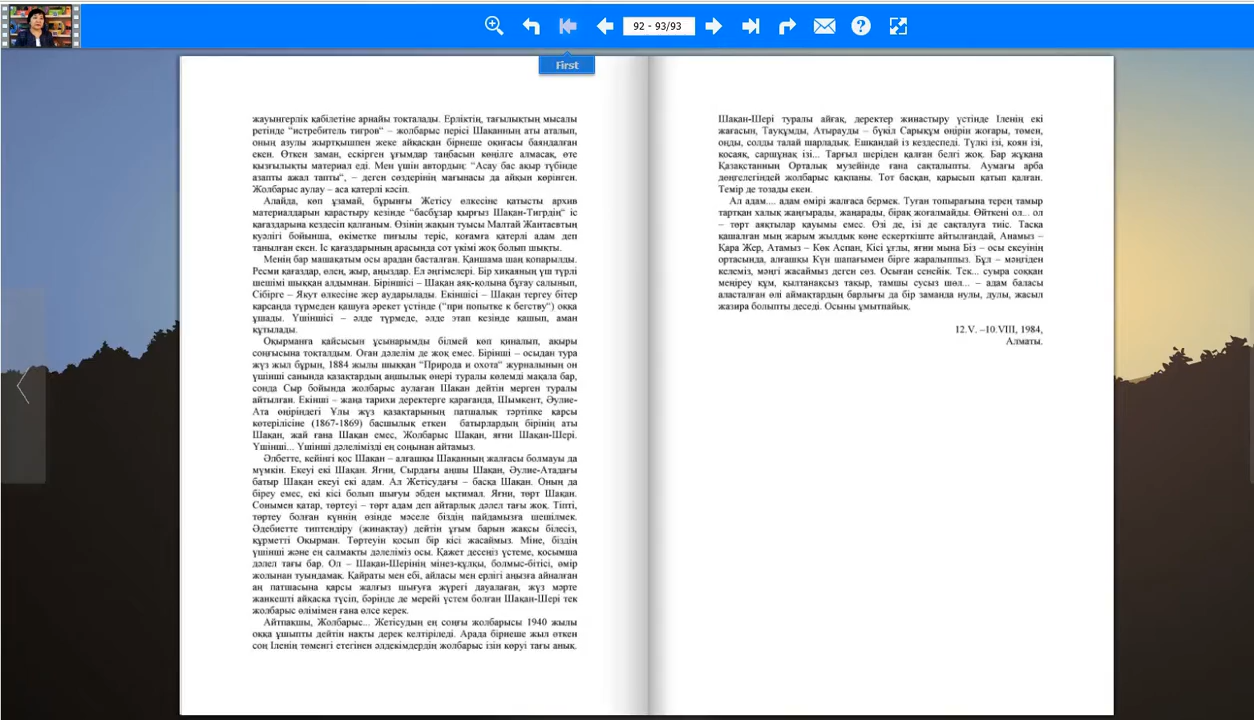 92 - 93/93
First
жауынгерлік қабілетіне арнайы тоқталады. Ерліктің, тағылықтың мысалы
ретінде “истребитель тигров“ – жолбарыс перісі Шақанның аты аталып,
оның азулы жыртқышпен жеке айқасқан бірнеше оқиғасы баяндалған
екен. Өткен заман, ескірген ұғымдар таңбасын көңілге алмасақ, өте
қызғылықты материал еді. Мен үшін автордың: “Асау бас ақыр түбінде
азапты ажал тапты“, – деген сөздерінің мағынасы да айқын көрінген.
Жолбарыс аулау – аса қатерлі кәсіп.
Алайда, көп ұзамай, бұрынғы Жетісу өлкесіне қатысты архив
материалдарын қарастыру кезінде “басбұзар қырғыз Шақан-Тигрдің“ іс
қағаздарына кездесіп қалғаным. Өзінің жақын туысы Малтай Жантаевтың
куәлігі бойынша, өкіметке пиғылы теріс, қоғамға қатерлі адам деп
танылған екен. Іс қағаздарының арасында сот үкімі жоқ болып шықты.
Менің бар машақатым осы арадан басталған. Қаншама шаң қопарылды.
Ресми қағаздар, өлең, жыр, аңыздар. Ел әңгімелері. Бір хикаяның үш түрлі
шешімі шыққан алдымнан. Біріншісі – Шақан аяқ-қолына бұғау салынып,
Сібірге – Якут өлкесіне жер аударылады. Екіншісі – Шақан тергеу бітер
қарсаңда түрмеден қашуға әрекет үстінде (“при попытке к бегству“) оққа
ұшады. Үшіншісі – әлде түрмеде, әлде этап кезінде қашып, аман
құтылады.
Оқырманға қайсысын ұсынарымды білмей көп қиналып, ақыры
соңғысына тоқталдым. Оған дәлелім де жоқ емес. Бірінші – осыдан тура
жүз жыл бұрын, 1884 жылы шыққан “Природа и охота“ журналының он
үшінші санында қазақтардың аңшылық өнері туралы көлемді мақала бар,
сонда Сыр бойында жолбарыс аулаған Шақан дейтін мерген туралы
айтылған. Екінші – жаңа тарихи деректерге қарағанда, Шымкент, Әулие-
Ата өңіріндегі Ұлы жүз қазақтарының патшалық тәртіпке қарсы
көтерілісіне (1867-1869) басшылық еткен батырлардың бірінің аты
Шақан, жай ғана Шақан емес, Жолбарыс Шақан, яғни Шақан-Шері.
Үшінші... Үшінші дәлелімізді ең соңынан айтамыз.
Әлбетте, кейінгі қос Шақан – алғашқы Шақанның жалғасы болмауы да
мүмкін. Екеуі екі Шақан. Яғни, Сырдағы аңшы Шақан, Әулие-Атадағы
батыр Шақан екеуі екі адам. Ал Жетісудағы – басқа Шақан. Оның да
біреу емес, екі кісі болып шығуы әбден ықтимал. Яғни, төрт Шақан.
Сонымен қатар, төртеуі – төрт адам деп айтарлық дәлел тағы жоқ. Тіпті,
төртеу болған күннің өзінде мәселе біздің пайдамызға шешілмек.
Әдебиетте типтендіру (жинақтау) дейтін ұғым барын жақсы білесіз,
құрметті Оқырман. Төртеуін қосып бір кісі жасаймыз. Міне, біздің
үшінші және ең салмақты дәлеліміз осы. Қажет десеңіз үстеме, қосымша
дәлел тағы бар. Ол – Шақан-Шерінің мінез-құлқы, болмыс-бітісі, өмір
жолынан туындамақ. Қайраты мен ебі, айласы мен ерлігі аңызға айналған
аң патшасына қарсы жалғыз шығуға жүрегі дауалаған, жүз мәрте
жанкешті айқасқа түсіп, бәрінде де мерейі үстем болған Шақан-Шері тек
жолбарыс өлімімен ғана өлсе керек.
Айтпақшы, Жолбарыс... Жетісудың ең соңғы жолбарысы 1940 жылы
оққа ұшыпты дейтін нақты дерек келтіріледі. Арада бірнеше жыл өткен
соң Іленің төменгі етегінен әлдекімдердің жолбарыс ізін көруі тағы анық.
Шақан-Шері туралы айғақ, деректер жинастыру үстінде Іленің екі
жағасын, Тауқұмды, Атырауды – бүкіл Сарықұм өңірін жоғары, төмен,
оңды, солды талай шарладық. Ешқандай із кездеспеді. Түлкі ізі, қоян ізі,
қосаяқ, саршұнақ ізі... Тарғыл шеріден қалған белгі жоқ. Бар жұқана
Қазақстанның Орталық музейінде ғана сақталыпты. Аумағы арба
дөңгелегіндей жолбарыс қақпаны. Тот басқан, қарысып қатып қалған.
Темір де тозады екен.
Ал адам.... адам өмірі жалғаса бермек. Туған топырағына терең тамыр
тартқан халық жаңғырады, жаңарады, бірақ жоғалмайды. Өйткені ол... ол
– төрт аяқтылар қауымы емес. Өзі де, ізі де сақталуға тиіс. Тасқа
қашалған мың жарым жылдық көне ескерткіште айтылғандай, Анамыз –
Қара Жер, Атамыз – Көк Аспан, Кісі ұғлы, яғни мына Біз – осы екеуінің
ортасында, алғашқы Күн шапағымен бірге жаралыппыз. Бұл – мәңгіден
келеміз, мәңгі жасаймыз деген сөз. Осыған сенейік. Тек... суыра соққан
меңіреу құм, қылтанақсыз тақыр, тамшы сусыз шөл... – адам баласы
аласталған өлі аймақтардың барлығы да бір заманда нулы, дулы, жасыл
жазира болыпты деседі. Осыны ұмытпайық.
12.V. –10.VIII, 1984,
Алматы.